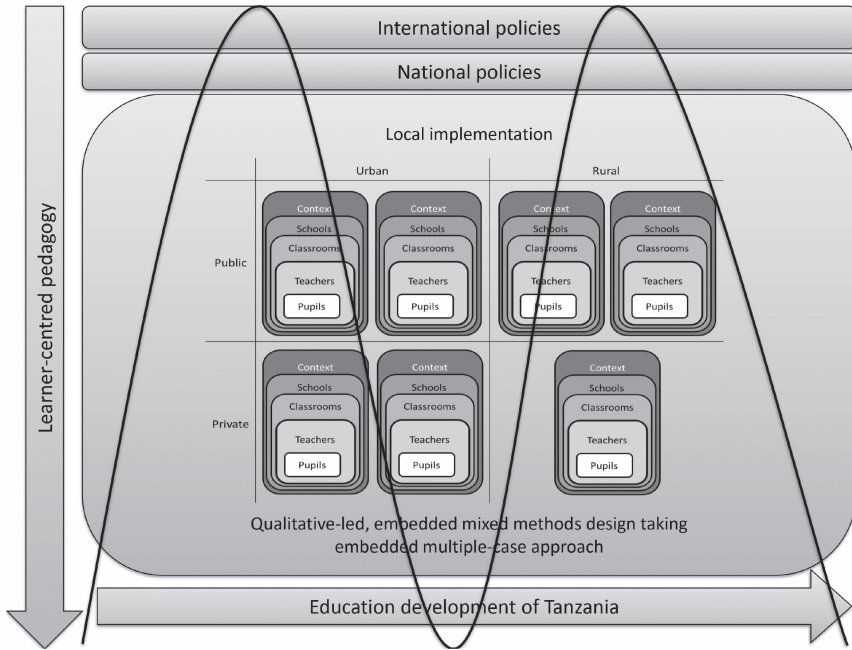 International policies
National policies
Learner-centred pedagogy
Local implementation
Urban
Rural
Public
Context
Schools
Classrooms
Teachers
Pupils
Context
Schools
Classrooms
Teachers
Pupils
Context
Schools
Classrooms
Teachers
Pupils
Context
Schools
Classrooms
Teachers
Pupils
Private
Context
Schools
Classrooms
Teachers
Pupils
Context
Schools
Classrooms
Teachers
Pupils
Context
Schools
Classrooms
Teachers
Pupils
Qualitative-led, embedded mixed methods design taking
embedded multiple-case approach
Education development of Tanzania